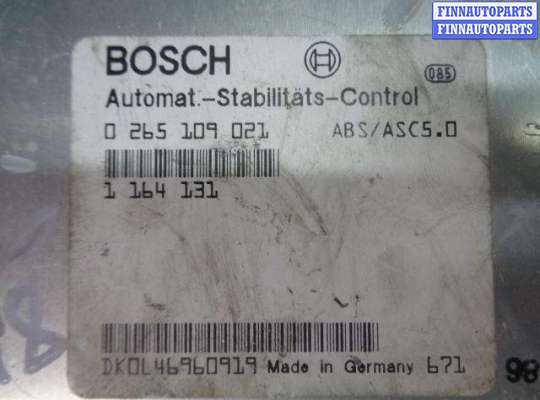 FINNAUTOPARTS
FINNAUTOPARTS
BOSCH
085
Automat.-Stabilitäts-Control
0 265 109 021 ABS/ASC5.0
1 164 131
DK0L46960919 Made in Germany 671
98